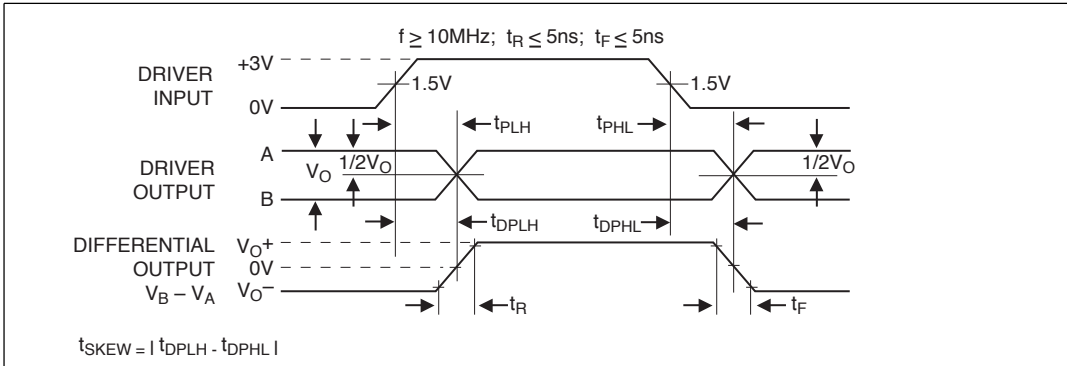 f ≥ 10MHz; tR ≤ 5ns; tF ≤ 5ns
DRIVER INPUT
+3V
0V
1.5V
1.5V
tPLH
tPHL
DRIVER OUTPUT
A
B
VO
1/2VO
1/2VO
tDPLH
tDPHL
DIFFERENTIAL OUTPUT
VB – VA
VO+
0V
VO–
tR
tF
tSKEW = | tDPLH - tDPHL |